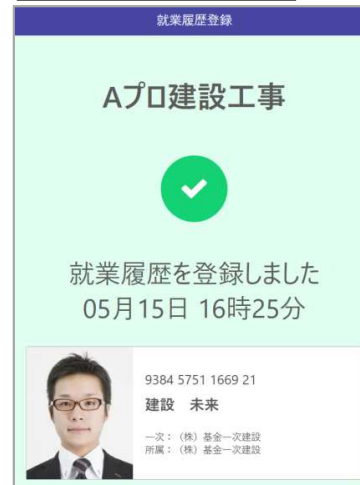 就業履歴登録
Aプロ建設工事
就業履歴を登録しました
05月15日 16時25分
9384 5751 1669 21
建設　未来
一次：（株）基金一次建設
所属：（株）基金一次建設